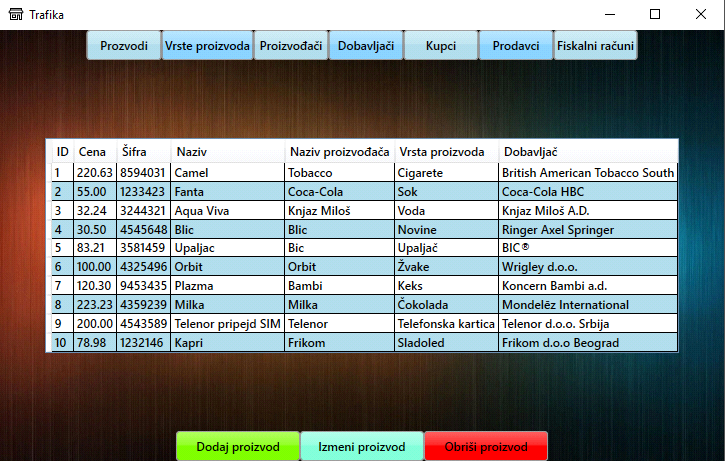 Trafika
Prozvodi Vrste proizvoda Proizvođači Dobavljači Kupci Prodavci Fiskalni računi
ID Cena Šifra Naziv Naziv proizvođača Vrsta proizvoda Dobavljač
1 220.63 8594031 Camel Tobacco Cigarete British American Tobacco South
2 55.00 1233423 Fanta Coca-Cola Sok Coca-Cola HBC
3 32.24 3244321 Aqua Viva Knjaz Miloš Voda Knjaz Miloš A.D.
4 30.50 4545648 Blic Blic Novine Ringer Axel Springer
5 83.21 3581459 Upaljac Bic Upaljač BIC®
6 100.00 4325496 Orbit Orbit Žvake Wrigley d.o.o.
7 120.30 9453435 Plazma Bambi Keks Koncern Bambi a.d.
8 223.23 4359239 Milka Milka Čokolada Mondelēz International
9 200.00 4543589 Telenor pripejd SIM Telenor Telefonska kartica Telenor d.o.o. Srbija
10 78.98 1232146 Kapri Frikom Sladoled Frikom d.o.o Beograd
Dodaj proizvod Izmeni proizvod Obriši proizvod